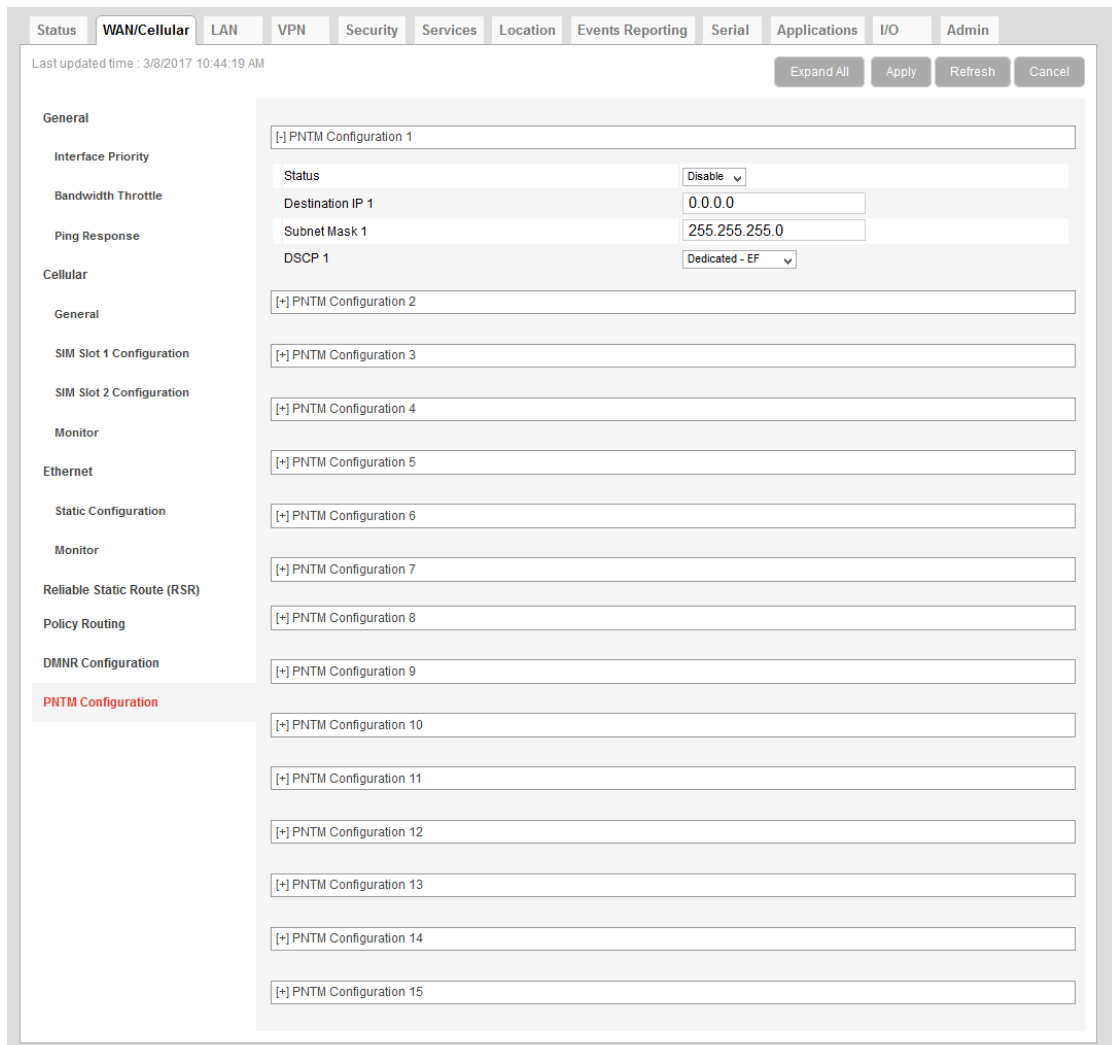 Status WAN/Cellular LAN VPN Security Services Location Events Reporting Serial Applications I/O Admin
Last updated time : 3/8/2017 10:44:19 AM
Expand All Apply Refresh Cancel
General
Interface Priority
Bandwidth Throttle
Ping Response
Cellular
General
SIM Slot 1 Configuration
SIM Slot 2 Configuration
Monitor
Ethernet
Static Configuration
Monitor
Reliable Static Route (RSR)
Policy Routing
DMNR Configuration
PNTM Configuration
[-] PNTM Configuration 1
Status Disable
Destination IP 1 0.0.0.0
Subnet Mask 1 255.255.255.0
DSCP 1 Dedicated - EF
[+] PNTM Configuration 2
[+] PNTM Configuration 3
[+] PNTM Configuration 4
[+] PNTM Configuration 5
[+] PNTM Configuration 6
[+] PNTM Configuration 7
[+] PNTM Configuration 8
[+] PNTM Configuration 9
[+] PNTM Configuration 10
[+] PNTM Configuration 11
[+] PNTM Configuration 12
[+] PNTM Configuration 13
[+] PNTM Configuration 14
[+] PNTM Configuration 15